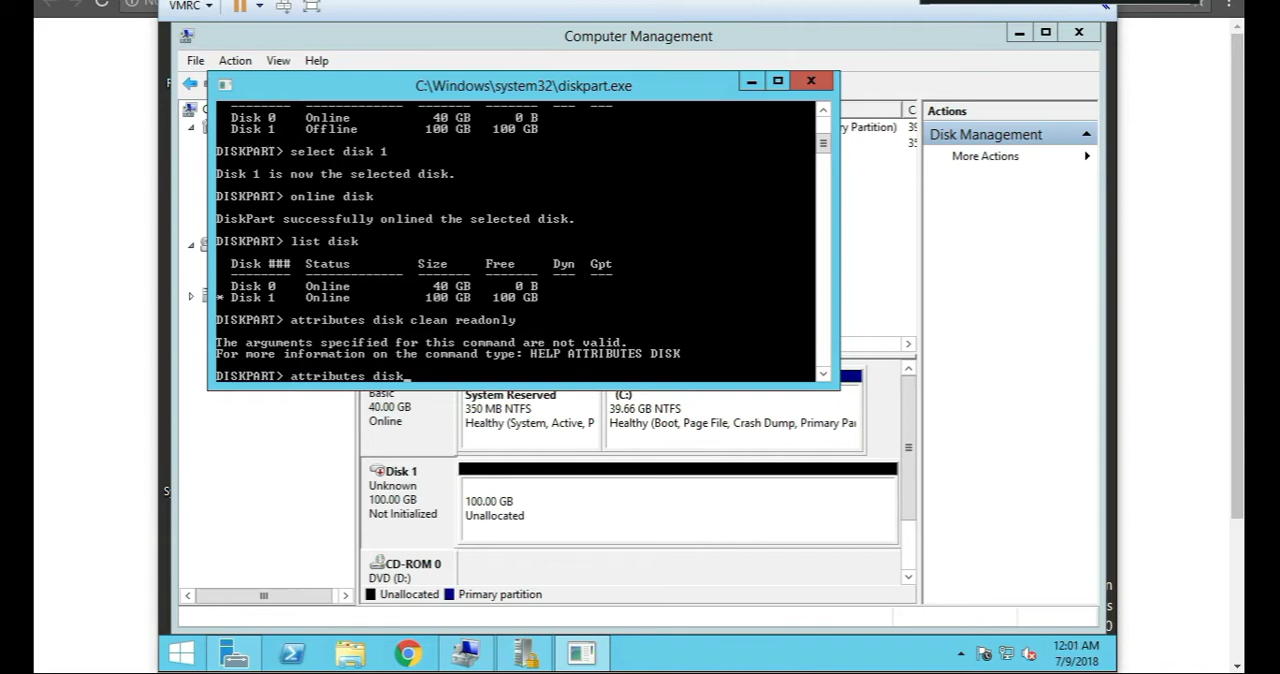 VMRC
Computer Management
File Action View Help
C:\Windows\system32\diskpart.exe
Disk 0 Online 40 GB 0 B
Disk 1 Offline 100 GB 100 GB
DISKPART> select disk 1
Disk 1 is now the selected disk.
DISKPART> online disk
DiskPart successfully onlined the selected disk.
DISKPART> list disk
Disk ### Status Size Free Dyn Gpt
Disk 0 Online 40 GB 0 B
* Disk 1 Online 100 GB 100 GB
DISKPART> attributes disk clean readonly
The arguments specified for this command are not valid.
For more information on the command type: HELP ATTRIBUTES DISK
DISKPART> attributes disk_
ry Partition)
Actions
Disk Management
More Actions
Basic
40.00 GB
Online
System Reserved
350 MB NTFS
Healthy (System, Active, P
(C:)
39.66 GB NTFS
Healthy (Boot, Page File, Crash Dump, Primary Pa
Disk 1
Unknown
100.00 GB
Not Initialized
100.00 GB
Unallocated
CD-ROM 0
DVD (D:)
Unallocated Primary partition
12:01 AM
7/9/2018